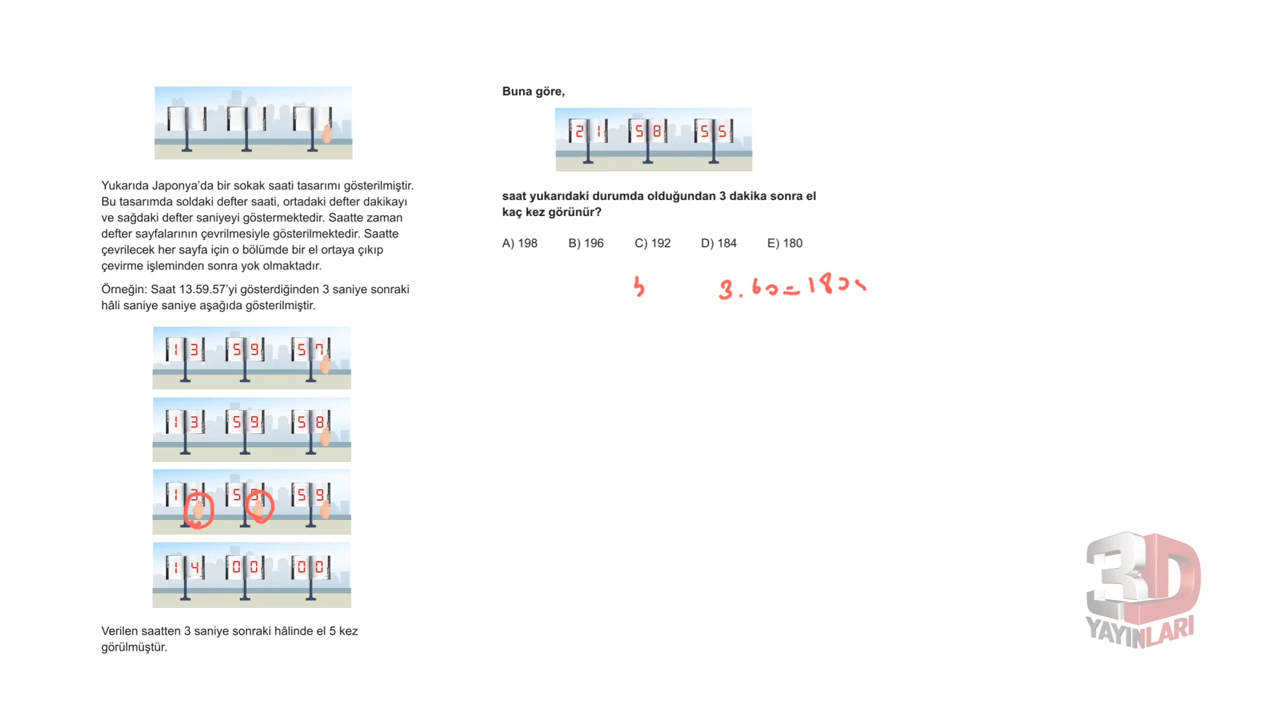 Yukarıda Japonya'da bir sokak saati tasarımı gösterilmiştir.
Bu tasarımda soldaki defter saati, ortadaki defter dakikayı
ve sağdaki defter saniyeyi göstermektedir. Saatte zaman
defter sayfalarının çevrilmesiyle gösterilmektedir. Saatte
çevrilecek her sayfa için o bölümde bir el ortaya çıkıp
çevirme işleminden sonra yok olmaktadır.
Örneğin: Saat 13.59.57'yi gösterdiğinden 3 saniye sonraki
hâli saniye saniye aşağıda gösterilmiştir.
13 59 57
13 59 58
13 59 59
14 00 00
Verilen saatten 3 saniye sonraki hâlinde el 5 kez
görülmüştür.
Buna göre,
21 58 55
saat yukarıdaki durumda olduğundan 3 dakika sonra el
kaç kez görünür?
A) 198 B) 196 C) 192 D) 184 E) 180
3.60=180
3D
YAYINLARI